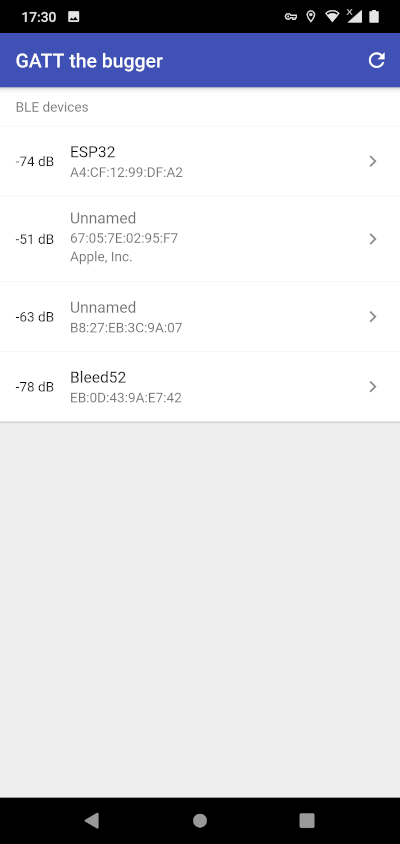 17:30
GATT the bugger
BLE devices
-74 dB
ESP32
A4:CF:12:99:DF:A2
-51 dB
Unnamed
67:05:7E:02:95:F7
Apple, Inc.
-63 dB
Unnamed
B8:27:EB:3C:9A:07
-78 dB
Bleed52
EB:0D:43:9A:E7:42